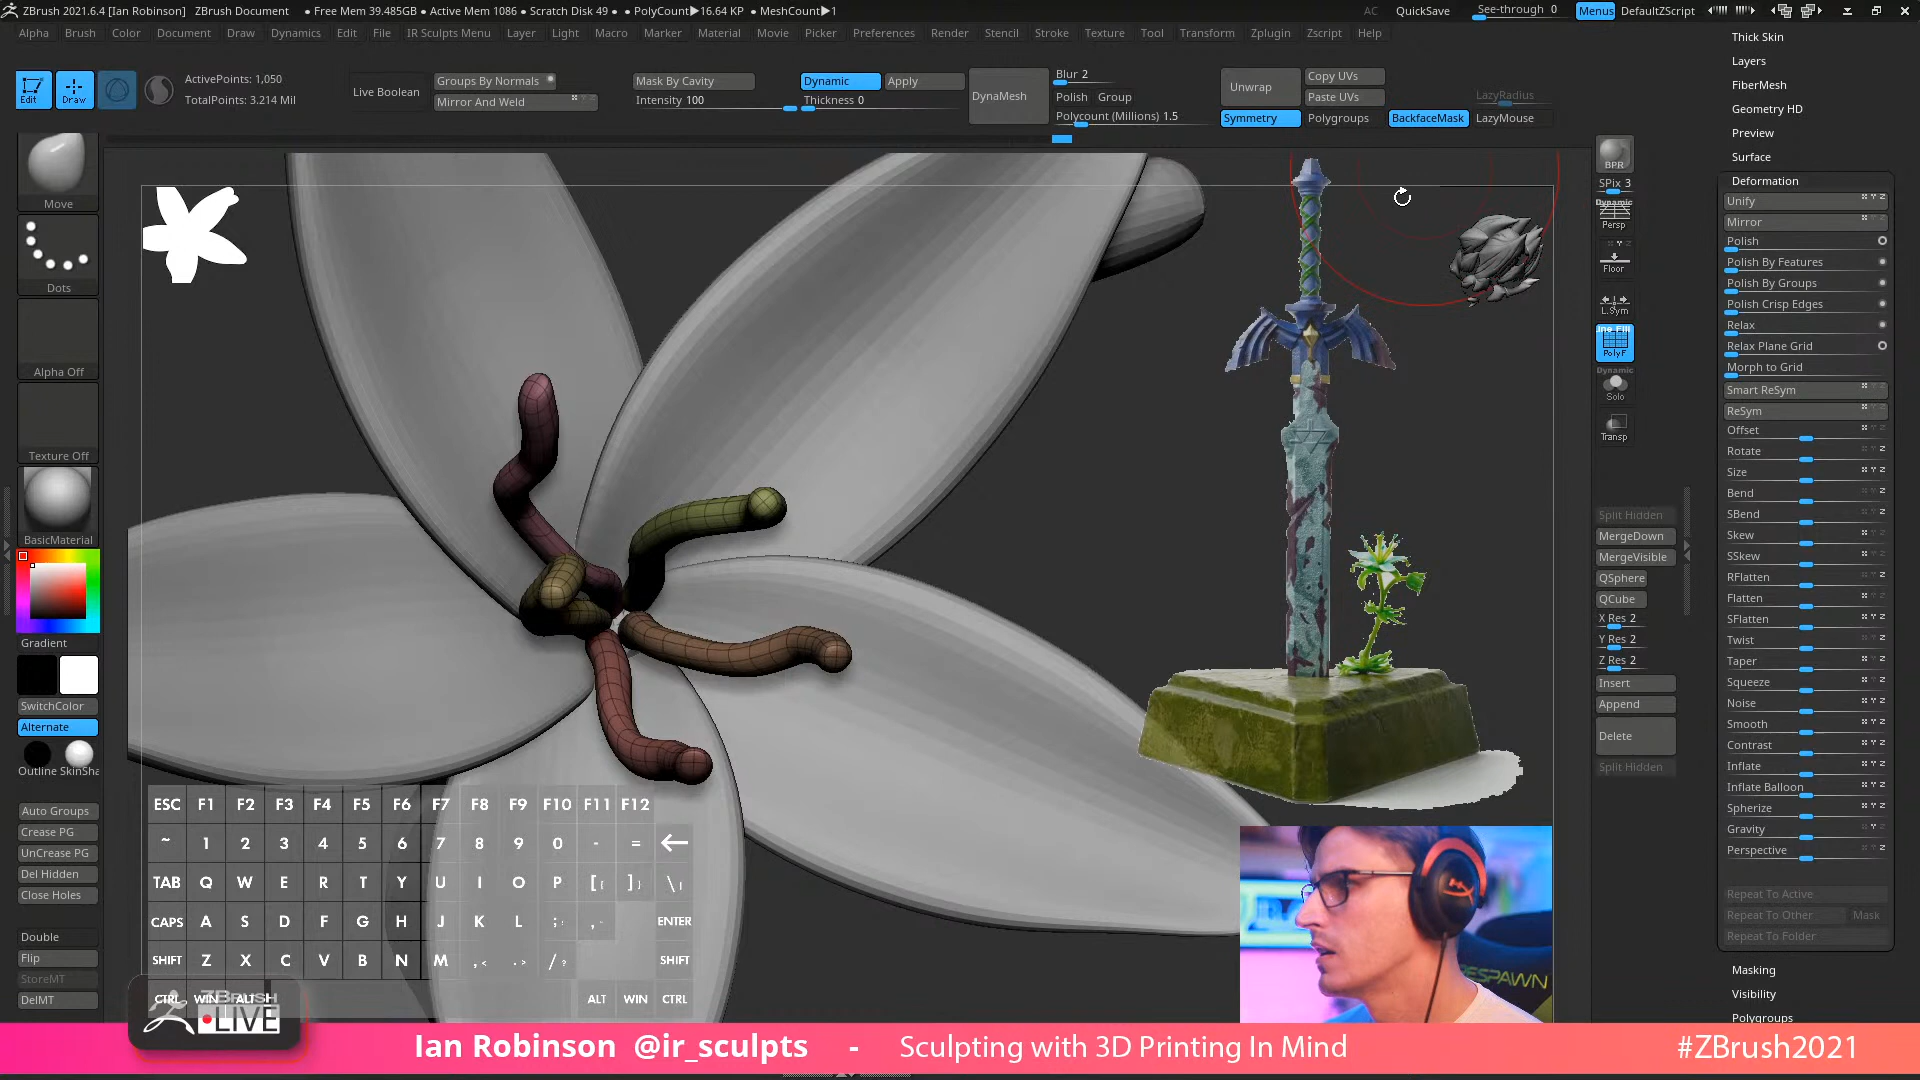 ZBrush 2021.6.4 [Ian Robinson] ZBrush Document • Free Mem 39.485GB • Active Mem 1086 • Scratch Disk 49 • PolyCount▶16.64 KP • MeshCount▶1 AC QuickSave See-through 0 Menus DefaultZScript
Alpha Brush Color Document Draw Dynamics Edit File IR Sculpts Menu Layer Light Macro Marker Material Movie Picker Preferences Render Stencil Stroke Texture Tool Transform Zplugin Zscript Help
Edit Draw
ActivePoints: 1,050
TotalPoints: 3.214 Mil
Live Boolean
Groups By Normals
Mirror And Weld
Mask By Cavity
Intensity 100
Dynamic Apply
Thickness 0
DynaMesh
Blur 2
Polish Group
Polycount (Millions) 1.5
Unwrap
Copy UVs
Paste UVs
Symmetry Polygroups BackfaceMask LazyMouse
LazyRadius
Move
Dots
Alpha Off
Texture Off
BasicMaterial
Gradient
SwitchColor
Alternate
Outline SkinSha
Auto Groups
Crease PG
UnCrease PG
Del Hidden
Close Holes
Double
Flip
StoreMT
DelMT
BPR
SPix 3
Dynamic
Persp
Floor
L.Sym
Line Fill
PolyF
Dynamic
Solo
Transp
Split Hidden
MergeDown
MergeVisible
QSphere
QCube
X Res 2
Y Res 2
Z Res 2
Insert
Append
Delete
Split Hidden
Thick Skin
Layers
FiberMesh
Geometry HD
Preview
Surface
Deformation
Unify
Mirror
Polish
Polish By Features
Polish By Groups
Polish Crisp Edges
Relax
Relax Plane Grid
Morph to Grid
Smart ReSym
ReSym
Offset
Rotate
Size
Bend
SBend
Skew
SSkew
RFlatten
Flatten
SFlatten
Twist
Taper
Squeeze
Noise
Smooth
Contrast
Inflate
Inflate Balloon
Spherize
Gravity
Perspective
Repeat To Active
Repeat To Other Mask
Repeat To Folder
Masking
Visibility
Polygroups
ESC F1 F2 F3 F4 F5 F6 F7 F8 F9 F10 F11 F12
~ 1 2 3 4 5 6 7 8 9 0 - = ←
TAB Q W E R T Y U I O P [{ ]} \|
CAPS A S D F G H J K L ;: ENTER
SHIFT Z X C V B N M ,< .> /? SHIFT
CTRL WIN ALT ALT WIN CTRL
ZBRUSH
LIVE
ESPAWN
Ian Robinson @ir_sculpts - Sculpting with 3D Printing In Mind #ZBrush2021